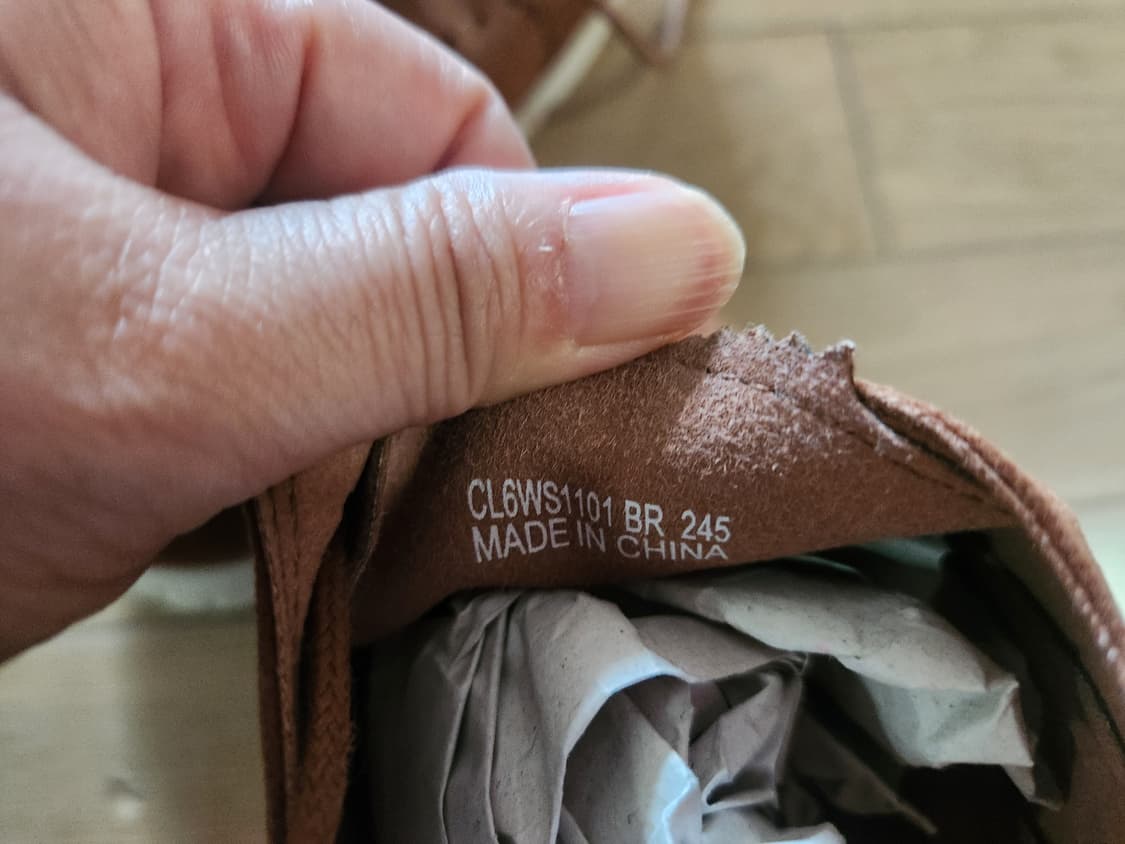 CL6WS1101 BR 245
MADE IN CHINA